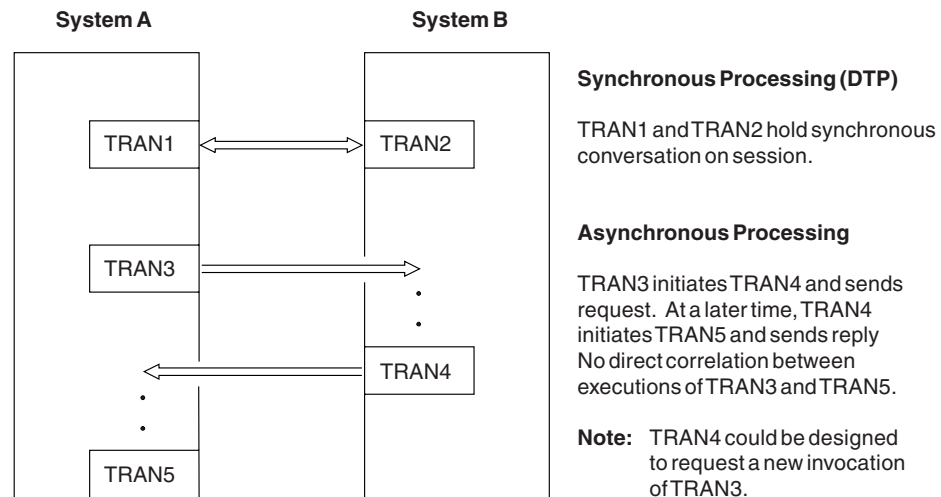 System A
System B
TRAN1
TRAN2
TRAN3
TRAN4
TRAN5
Synchronous Processing (DTP)
TRAN1 and TRAN2 hold synchronous
conversation on session.
Asynchronous Processing
TRAN3 initiates TRAN4 and sends
request. At a later time, TRAN4
initiates TRAN5 and sends reply
No direct correlation between
executions of TRAN3 and TRAN5.
Note: TRAN4 could be designed
to request a new invocation
of TRAN3.